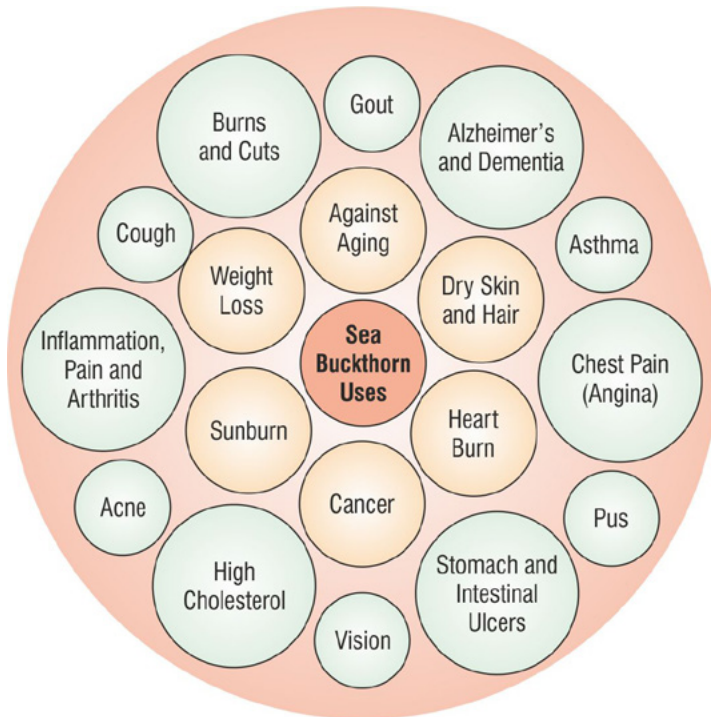 Gout
Burns
and Cuts
Alzheimer's
and Dementia
Against
Aging
Cough
Asthma
Weight
Loss
Dry Skin
and Hair
Sea
Buckthorn
Uses
Inflammation,
Pain and
Arthritis
Chest Pain
(Angina)
Sunburn
Heart
Burn
Cancer
Acne
Pus
High
Cholesterol
Stomach and
Intestinal
Ulcers
Vision